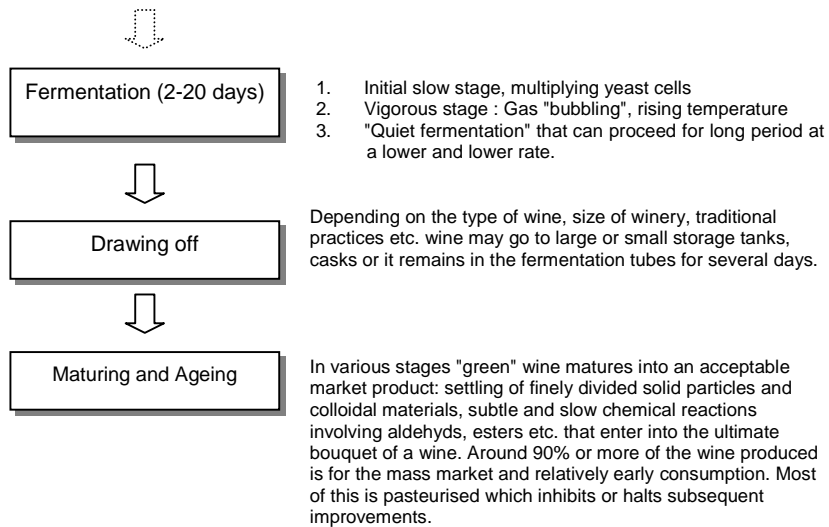 Fermentation (2-20 days)
1. Initial slow stage, multiplying yeast cells
2. Vigorous stage : Gas "bubbling", rising temperature
3. "Quiet fermentation" that can proceed for long period at
a lower and lower rate.
Drawing off
Depending on the type of wine, size of winery, traditional
practices etc. wine may go to large or small storage tanks,
casks or it remains in the fermentation tubes for several days.
Maturing and Ageing
In various stages "green" wine matures into an acceptable
market product: settling of finely divided solid particles and
colloidal materials, subtle and slow chemical reactions
involving aldehyds, esters etc. that enter into the ultimate
bouquet of a wine. Around 90% or more of the wine produced
is for the mass market and relatively early consumption. Most
of this is pasteurised which inhibits or halts subsequent
improvements.